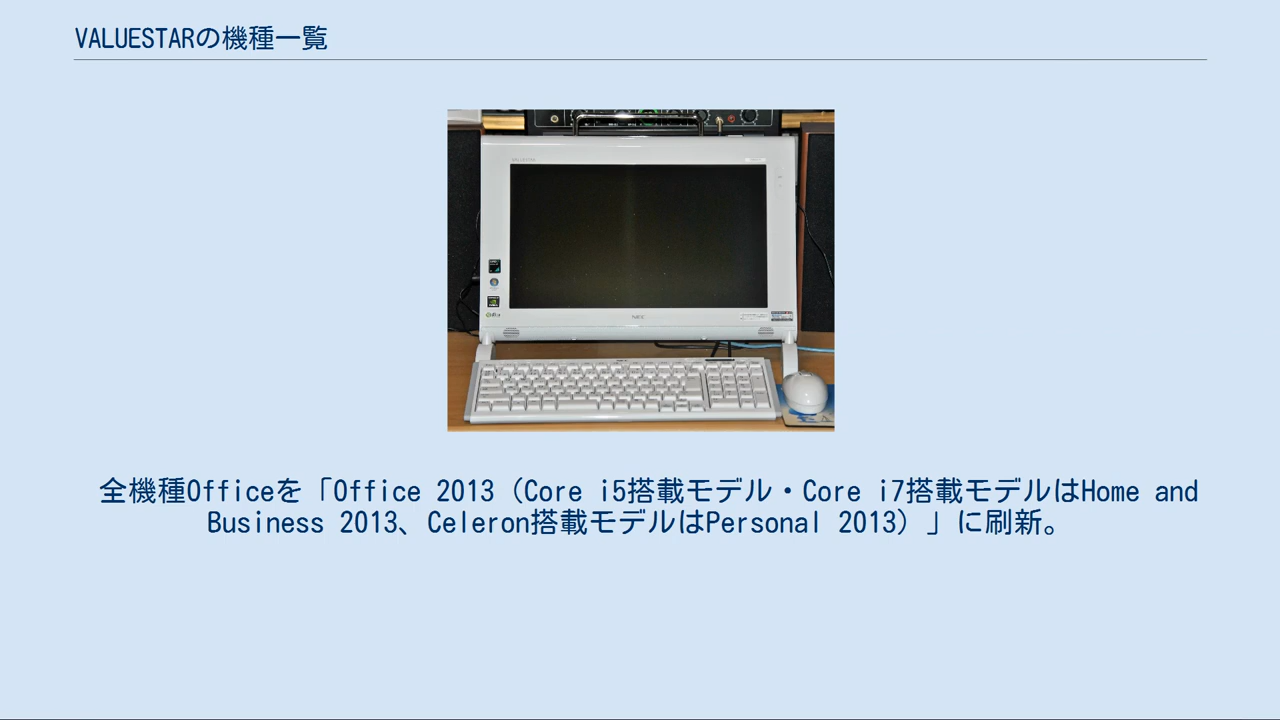 VALUESTARの機種一覧
NEC
全機種Officeを「Office 2013（Core i5搭載モデル・Core i7搭載モデルはHome and
Business 2013、Celeron搭載モデルはPersonal 2013）」に刷新。